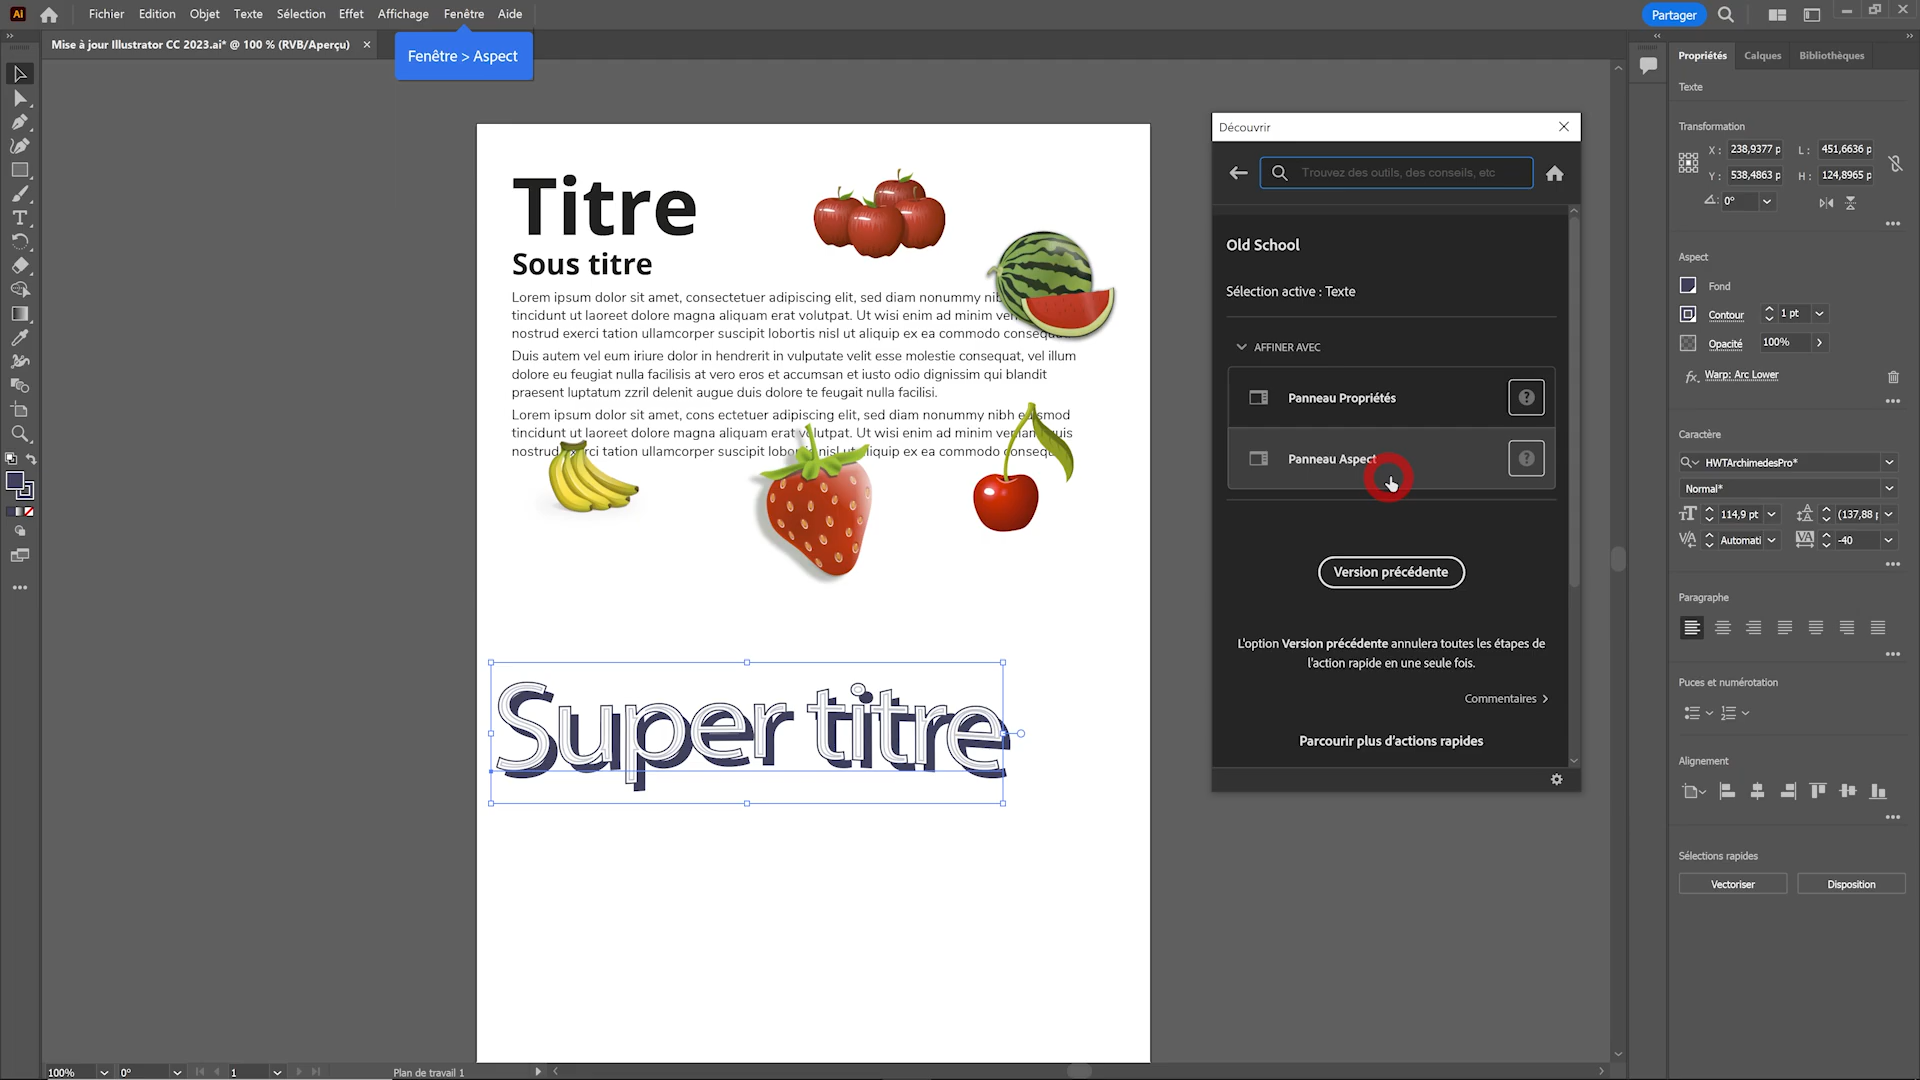 Ai
Fichier Edition Objet Texte Sélection Effet Affichage Fenêtre Aide
Partager
Mise à jour Illustrator CC 2023.ai* @ 100 % (RVB/Aperçu)
Fenêtre > Aspect
Titre
Sous titre
Lorem ipsum dolor sit amet, consectetuer adipiscing elit, sed diam nonummy
tincidunt ut laoreet dolore magna aliquam erat volutpat. Ut wisi enim ad minim
nostrud exerci tation ullamcorper suscipit lobortis nisl ut aliquip ex ea commodo
Duis autem vel eum iriure dolor in hendrerit in vulputate velit esse molestie consequat, vel illum
dolore eu feugiat nulla facilisis at vero eros et accumsan et iusto odio dignissim qui blandit
praesent luptatum zzril delenit augue duis dolore te feugait nulla facilisi.
Lorem ipsum dolor sit amet, cons ectetuer adipiscing elit, sed diam nonummy nibh
tincidunt ut laoreet dolore magna aliquam erat volutpat. Ut wisi enim ad minim veniam quis
ullamcorper suscipit nisl ut aliquip ex ea commodo
Super titre
Découvrir
Trouvez des outils, des conseils, etc
Old School
Sélection active : Texte
AFFINER AVEC
Panneau Propriétés
?
Panneau Aspect
?
Version précédente
L'option Version précédente annulera toutes les étapes de
l'action rapide en une seule fois.
Commentaires >
Parcourir plus d'actions rapides
Propriétés Calques Bibliothèques
Texte
Transformation
X : 238,9377 p L : 451,6636 p
Y : 538,4863 p H : 124,8965 p
0°
Aspect
Fond
Contour 1 pt
Opacité 100%
fx Warp: Arc Lower
Caractère
HWTArchimedesPro*
Normal*
114,9 pt (137,88
Automati -40
Paragraphe
Puces et numérotation
Alignement
Sélections rapides
Vectoriser Disposition
100% 0° 1 Plan de travail 1